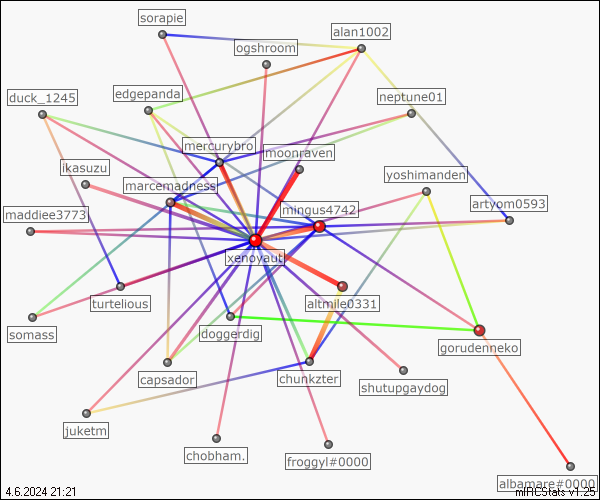 sorapie
alan1002
ogshroom
edgepanda
duck_1245
neptune01
mercurybro
moonraven
ikasuzu
yoshimanden
marcemadness
artyom0593
mingus4742
maddiee3773
xenoyaut
turtelious
altmile0331
somass
doggerdig
gorudenneko
capsador
chunkzter
shutupgaydog
juketm
chobham.
froggyl#0000
albamare#0000
4.6.2024 21:21
mIRCStats v1.25